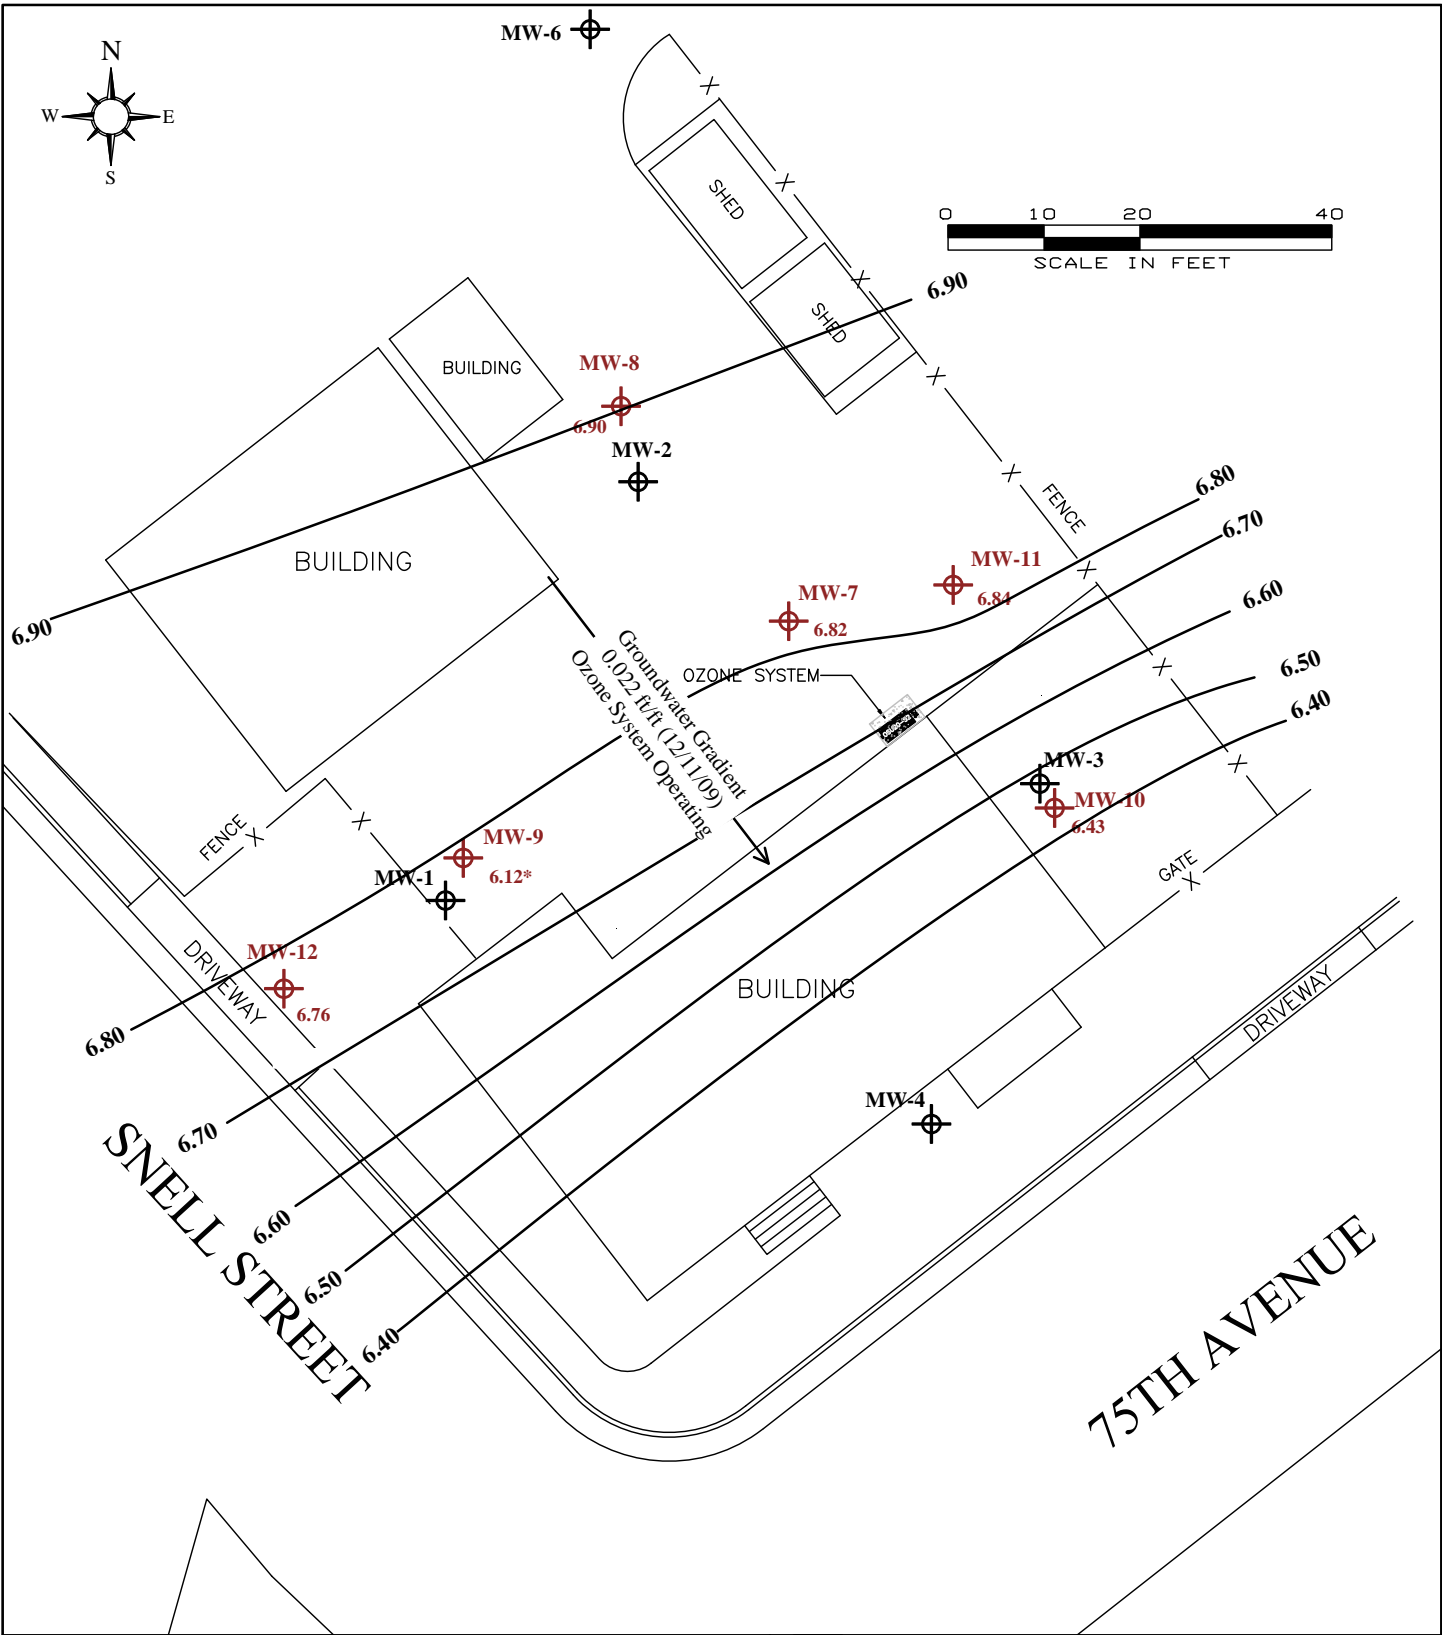 MW-6
N
W E
S
SHED
0 10 20 40
SCALE IN FEET
6.90
SHED
MW-8
BUILDING
6.90
MW-2
6.80
FENCE
6.70
BUILDING
MW-11
6.84
6.60
MW-7
6.82
6.90
Groundwater Gradient
0.022 ft/ft (12/11/09)
Ozone System Operating
OZONE SYSTEM
6.50
6.40
MW-3
MW-10
6.43
FENCE
MW-9
6.12*
MW-1
GATE
MW-12
6.76
DRIVEWAY
BUILDING
DRIVEWAY
6.80
MW-4
6.70
6.60
6.50
6.40
SNELL STREET
75TH AVENUE